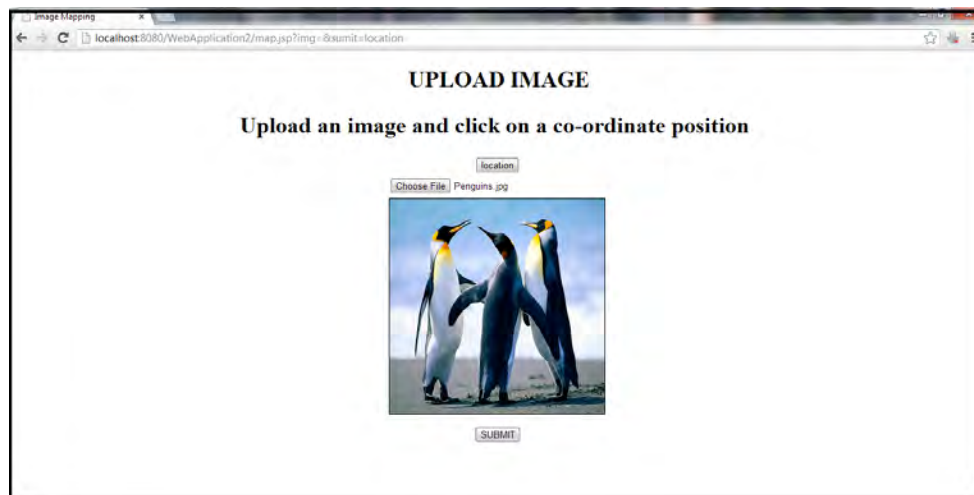 Image Mapping
localhost:8080/WebApplication2/map.jsp?img=&sumit=location
UPLOAD IMAGE
Upload an image and click on a co-ordinate position
location
Choose File Penguins.jpg
SUBMIT